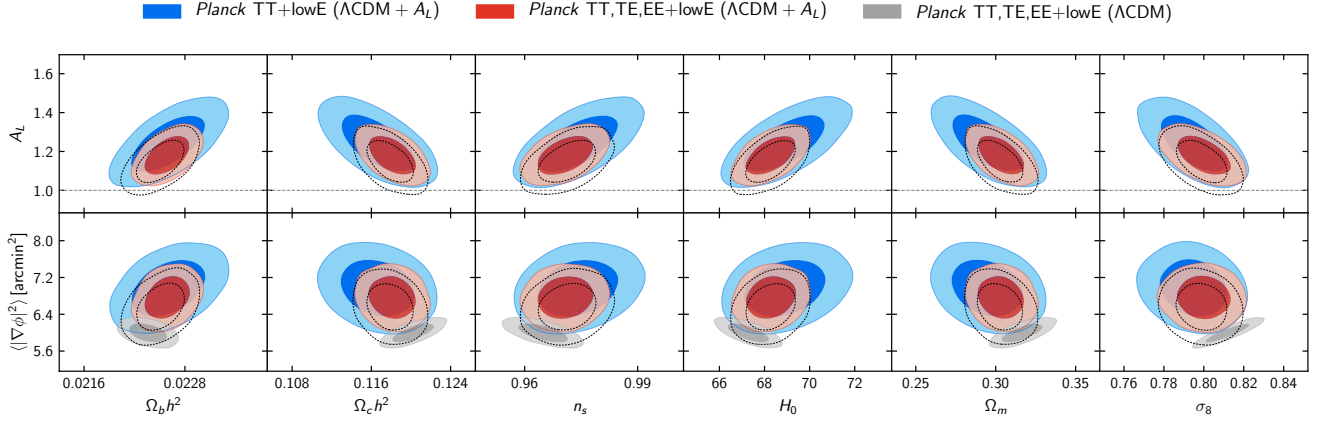 Planck TT+lowE (ΛCDM + A_L) Planck TT,TE,EE+lowE (ΛCDM + A_L) Planck TT,TE,EE+lowE (ΛCDM)
1.6
1.4
1.2
1.0
A_L
8.0
7.2
6.4
5.6
⟨|∇ϕ|²⟩ [arcmin²]
0.0216 0.0228 0.108 0.116 0.124 0.96 0.99 66 68 70 72 0.25 0.30 0.35 0.76 0.78 0.80 0.82 0.84
Ω_b h² Ω_c h² n_s H_0 Ω_m σ_8